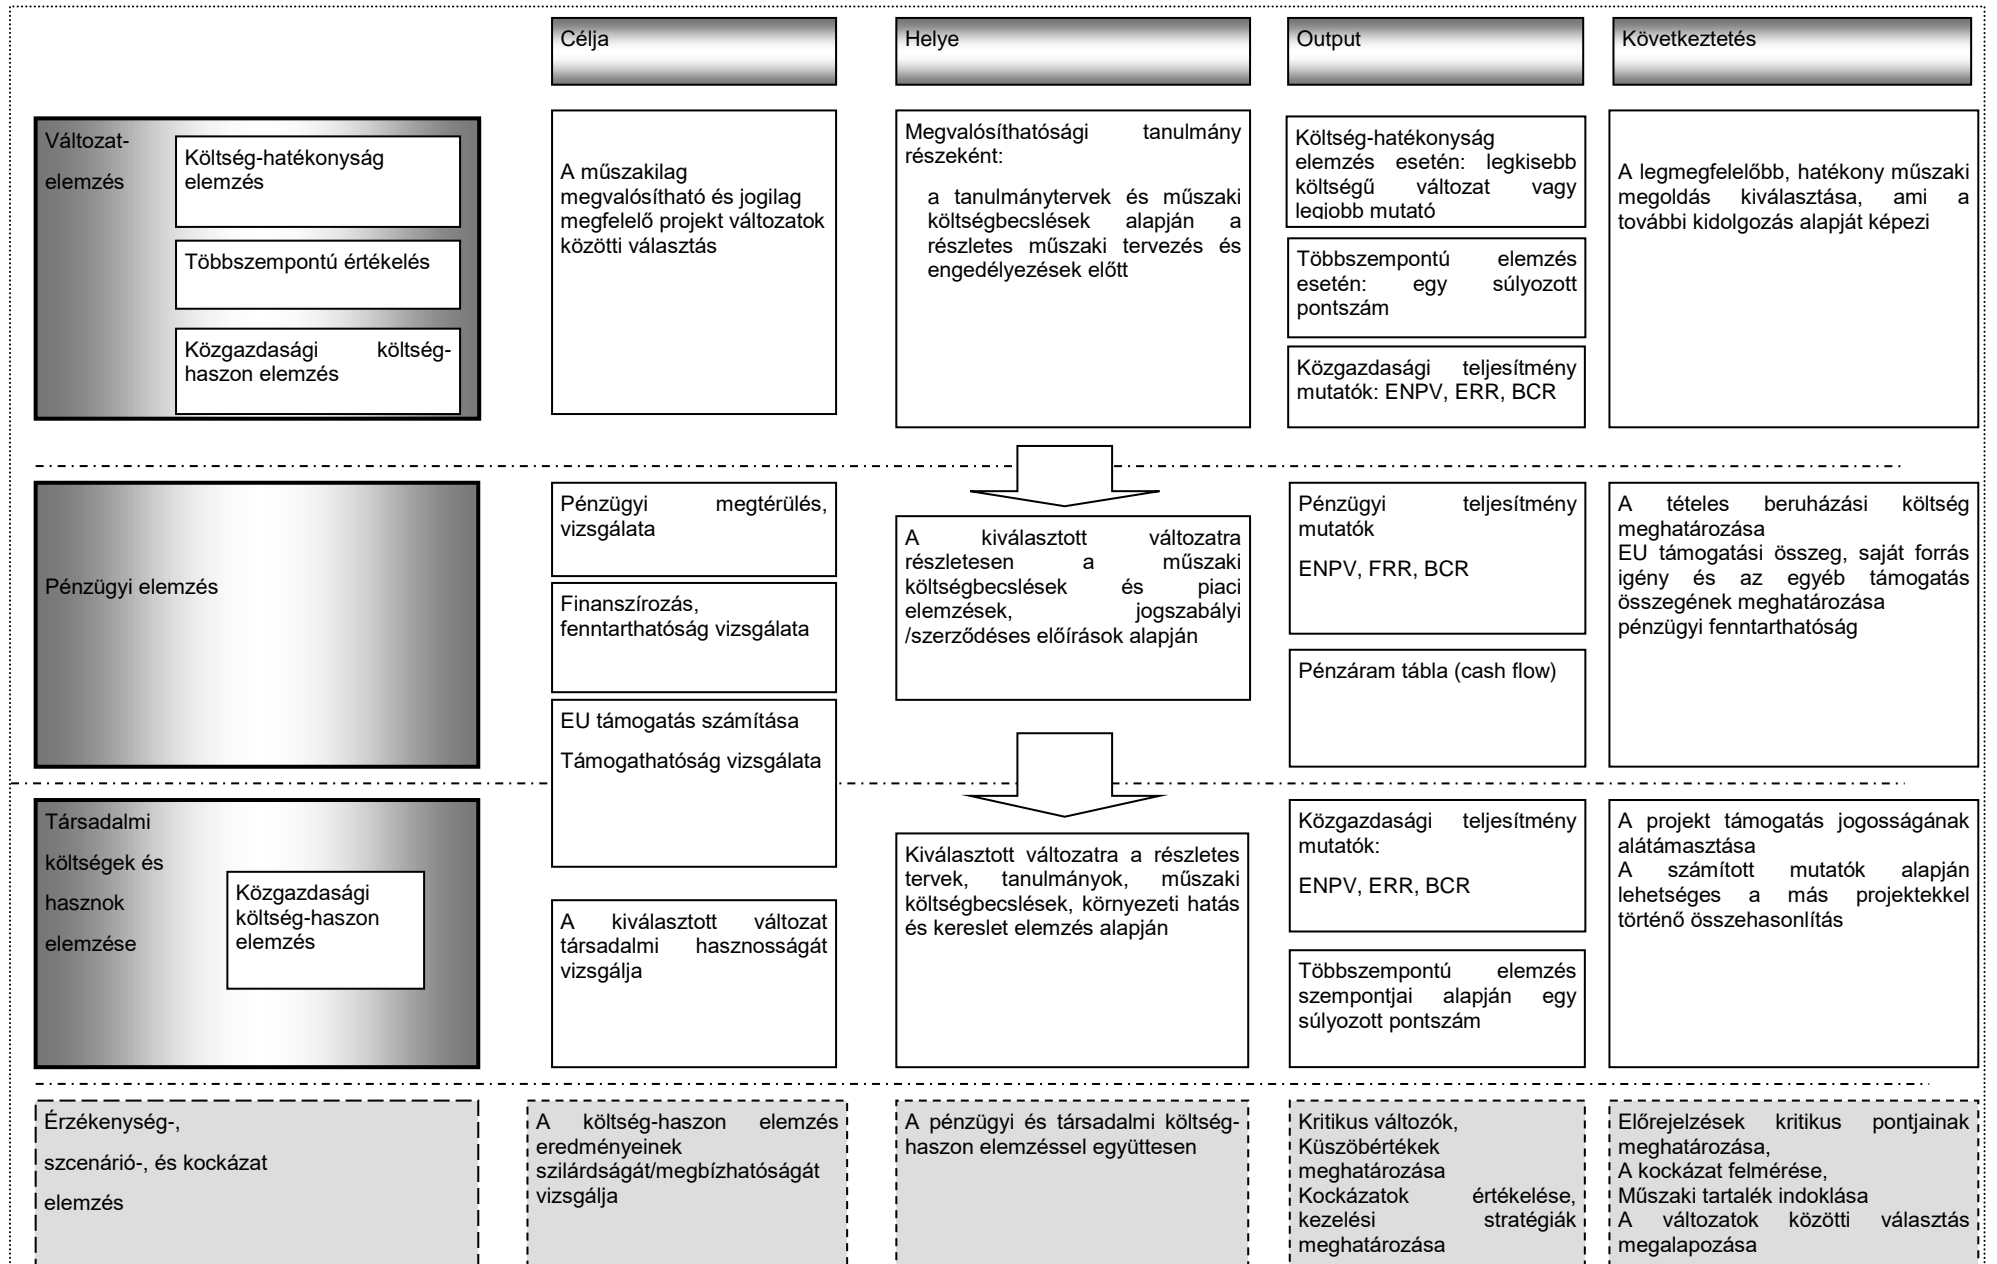 Célja
Helye
Output
Következtetés
Változat-
elemzés
Költség-hatékonyság
elemzés
Többszempontú értékelés
Közgazdasági költség-
haszon elemzés
A műszakilag
megvalósítható és jogilag
megfelelő projekt változatok
közötti választás
Megvalósíthatósági tanulmány
részeként:
a tanulmánytervek és műszaki
költségbecslések alapján a
részletes műszaki tervezés és
engedélyezések előtt
Költség-hatékonyság
elemzés esetén: legkisebb
költségű változat vagy
legjobb mutató
Többszempontú elemzés
esetén: egy súlyozott
pontszám
Közgazdasági teljesítmény
mutatók: ENPV, ERR, BCR
A legmegfelelőbb, hatékony műszaki
megoldás kiválasztása, ami a
további kidolgozás alapját képezi
Pénzügyi elemzés
Pénzügyi megtérülés,
vizsgálata
Finanszírozás,
fenntarthatóság vizsgálata
EU támogatás számítása
Támogathatóság vizsgálata
A kiválasztott változatra
részletesen a műszaki
költségbecslések és piaci
elemzések, jogszabályi
/szerződéses előírások alapján
Pénzügyi teljesítmény
mutatók
ENPV, FRR, BCR
Pénzáram tábla (cash flow)
A tételes beruházási költség
meghatározása
EU támogatási összeg, saját forrás
igény és az egyéb támogatás
összegének meghatározása
pénzügyi fenntarthatóság
Társadalmi
költségek és
hasznok
elemzése
Közgazdasági
költség-haszon
elemzés
A kiválasztott változat
társadalmi hasznosságát
vizsgálja
Kiválasztott változatra a részletes
tervek, tanulmányok, műszaki
költségbecslések, környezeti hatás
és kereslet elemzés alapján
Közgazdasági teljesítmény
mutatók:
ENPV, ERR, BCR
Többszempontú elemzés
szempontjai alapján egy
súlyozott pontszám
A projekt támogatás jogosságának
alátámasztása
A számított mutatók alapján
lehetséges a más projektekkel
történő összehasonlítás
Érzékenység-,
szcenárió-, és kockázat
elemzés
A költség-haszon elemzés
eredményeinek
szilárdságát/megbízhatóságát
vizsgálja
A pénzügyi és társadalmi költség-
haszon elemzéssel együttesen
Kritikus változók,
Küszöbértékek
meghatározása
Kockázatok értékelése,
kezelési stratégiák
meghatározása
Előrejelzések kritikus pontjainak
meghatározása,
A kockázat felmérése,
Műszaki tartalék indoklása
A változatok közötti választás
megalapozása